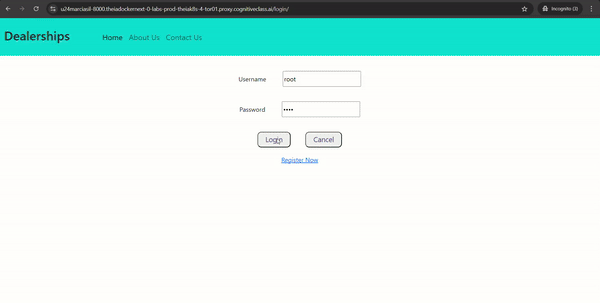 u24marciasil-8000.theiadockernext-0-labs-prod-theiak8s-4-tor01.proxy.cognitiveclass.ai/login/
Incognito (3)
Dealerships Home About Us Contact Us
Username root
Password ••••
Login Cancel
Register Now